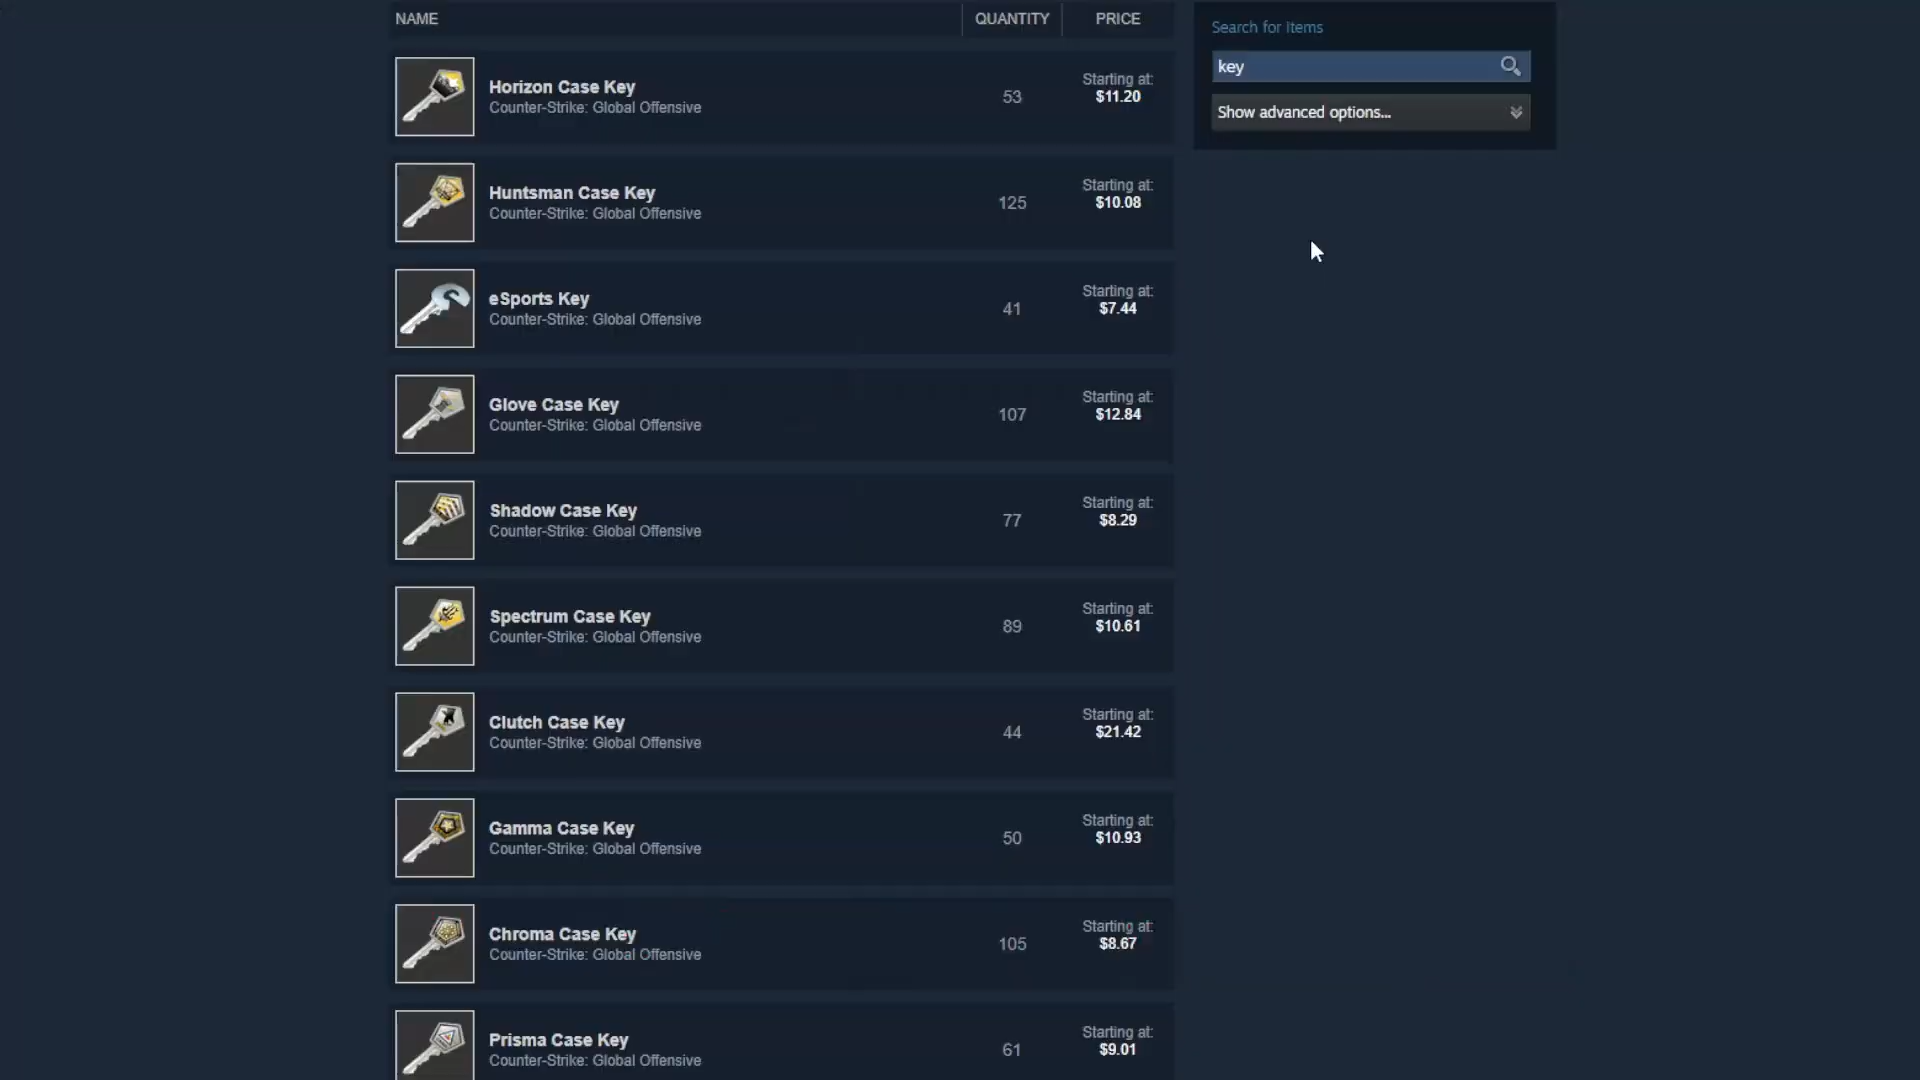 NAME QUANTITY PRICE
Search for items
key
Show advanced options...
Horizon Case Key
Counter-Strike: Global Offensive
53
Starting at:
$11.20
Huntsman Case Key
Counter-Strike: Global Offensive
125
Starting at:
$10.08
eSports Key
Counter-Strike: Global Offensive
41
Starting at:
$7.44
Glove Case Key
Counter-Strike: Global Offensive
107
Starting at:
$12.84
Shadow Case Key
Counter-Strike: Global Offensive
77
Starting at:
$8.29
Spectrum Case Key
Counter-Strike: Global Offensive
89
Starting at:
$10.61
Clutch Case Key
Counter-Strike: Global Offensive
44
Starting at:
$21.42
Gamma Case Key
Counter-Strike: Global Offensive
50
Starting at:
$10.93
Chroma Case Key
Counter-Strike: Global Offensive
105
Starting at:
$8.67
Prisma Case Key
Counter-Strike: Global Offensive
61
Starting at:
$9.01